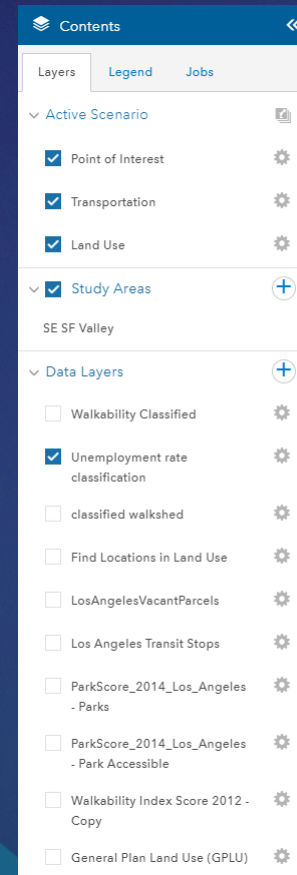 Contents
Layers Legend Jobs
Active Scenario
Point of Interest
Transportation
Land Use
Study Areas
SE SF Valley
Data Layers
Walkability Classified
Unemployment rate
classification
classified walkshed
Find Locations in Land Use
LosAngelesVacantParcels
Los Angeles Transit Stops
ParkScore_2014_Los_Angeles
- Parks
ParkScore_2014_Los_Angeles
- Park Accessible
Walkability Index Score 2012 -
Copy
General Plan Land Use (GPLU)